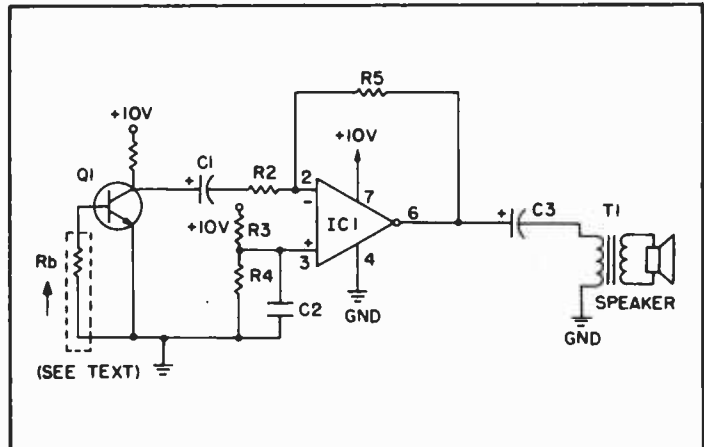 R5
+10V
+10V
Q1
C1
R2
2
-
7
6
IC1
+10V
R3
+
3
4
R4
C2
GND
C3
T1
SPEAKER
GND
Rb
(SEE TEXT)